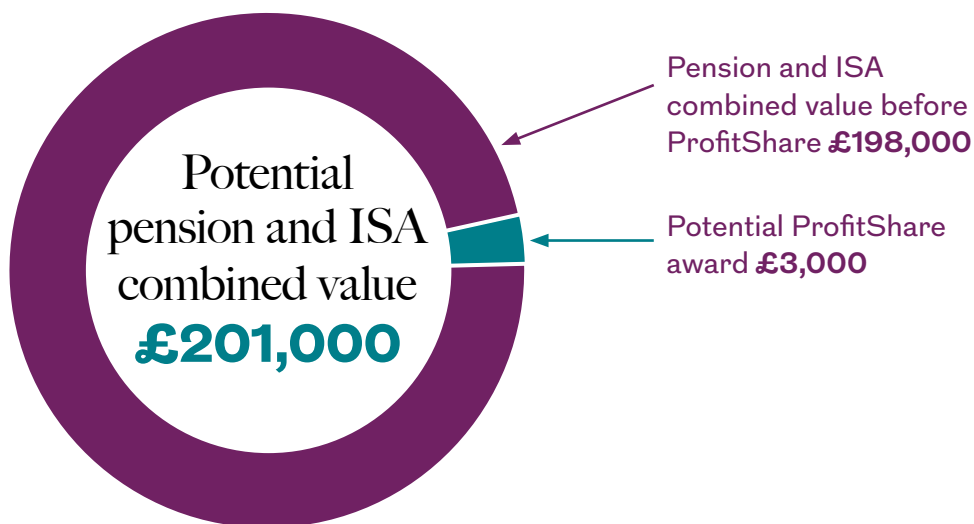 Potential
pension and ISA
combined value
£201,000
Pension and ISA
combined value before
ProfitShare £198,000
Potential ProfitShare
award £3,000